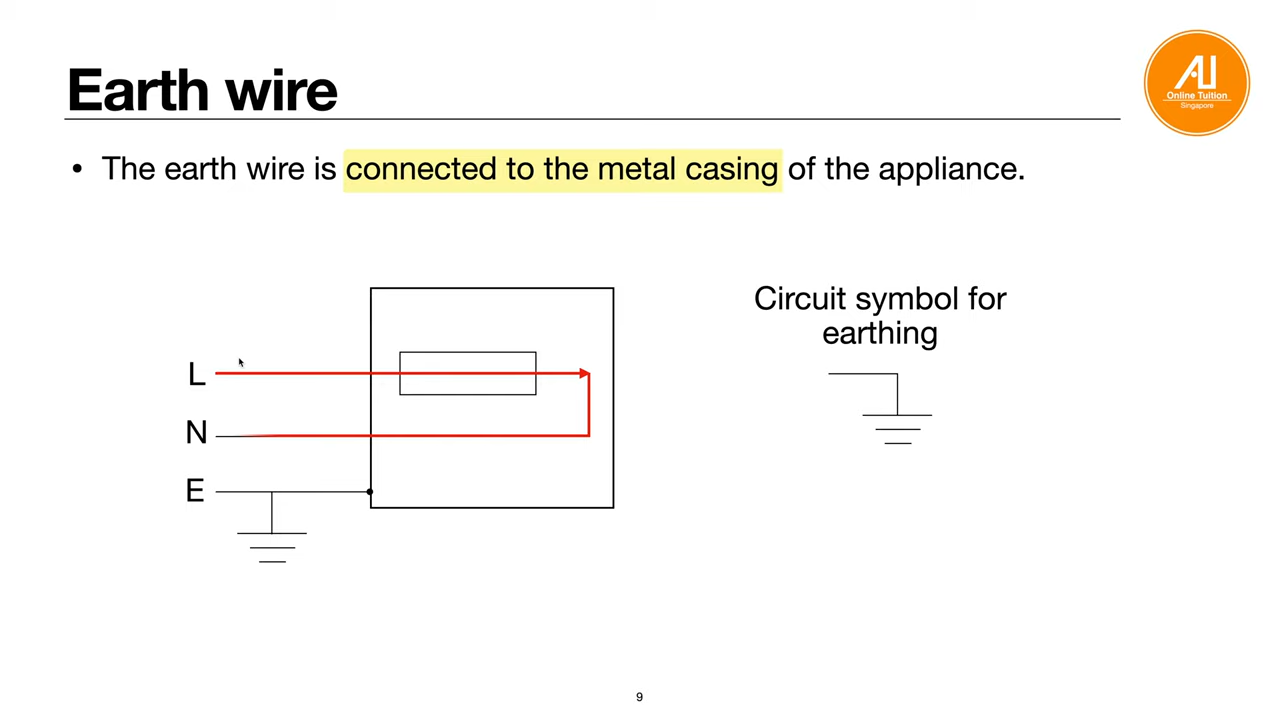 Earth wire
AU
Online Tuition
Singapore
• The earth wire is connected to the metal casing of the appliance.
Circuit symbol for
earthing
L
N
E
9